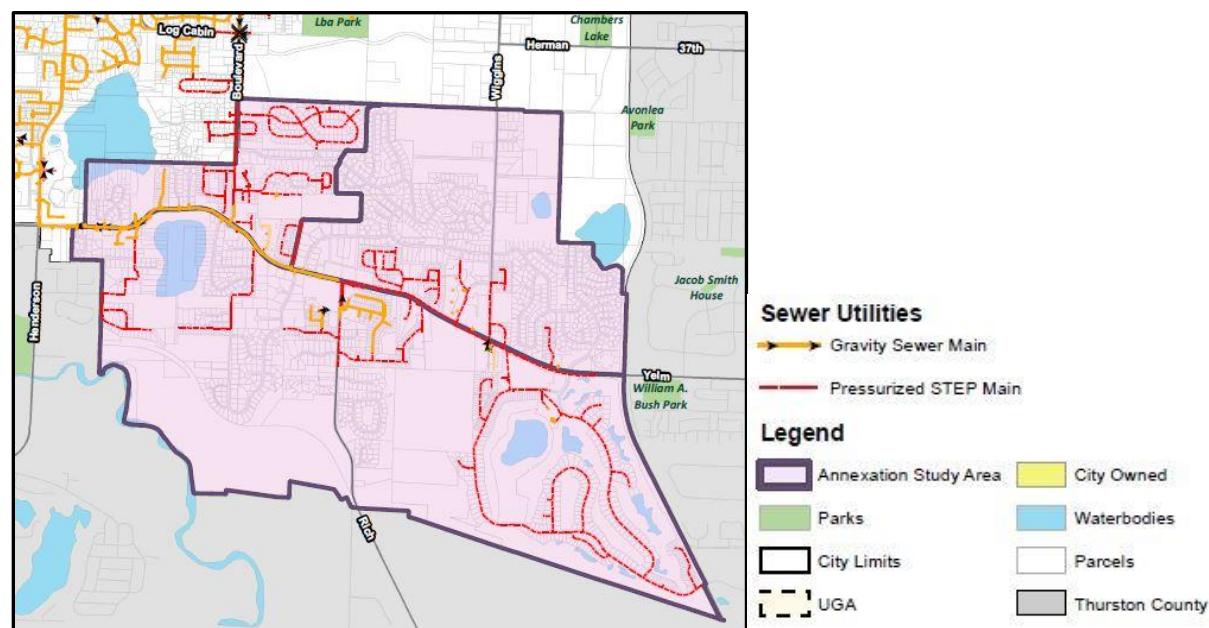 Lba Park
Chambers
Lake
Log Cabin
Herman
37th
Boulevard
Wiggins
Avonlea
Park
Jacob Smith
House
Henderson
Yelm
William A.
Bush Park
Rich
Sewer Utilities
Gravity Sewer Main
Pressurized STEP Main
Legend
Annexation Study Area
City Owned
Parks
Waterbodies
City Limits
Parcels
UGA
Thurston County